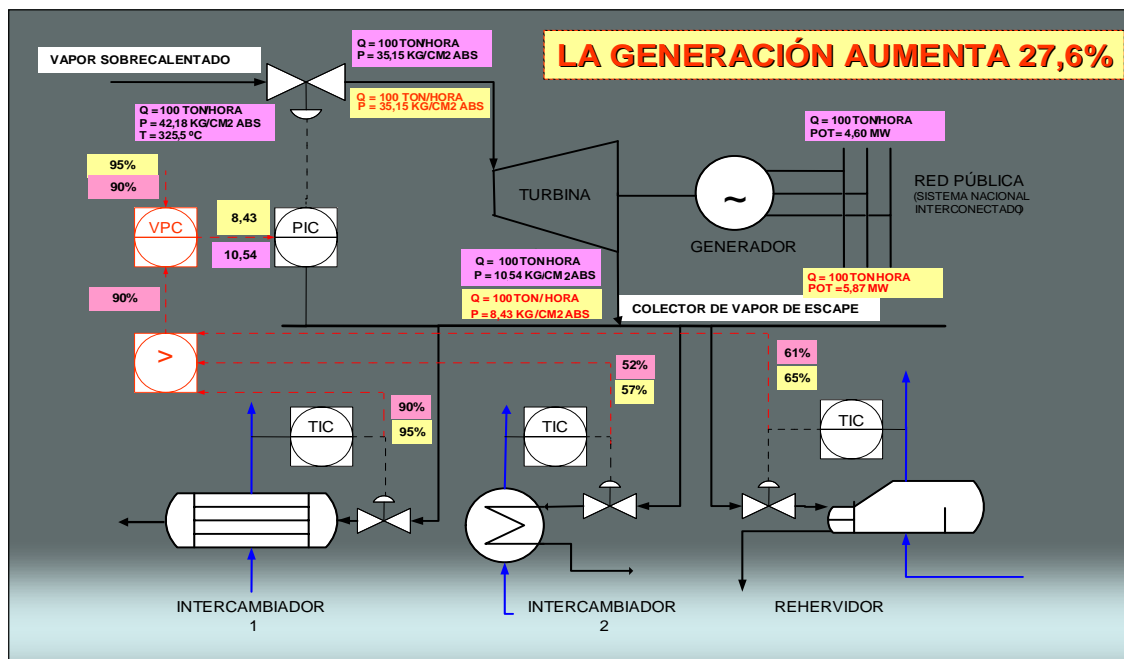 LA GENERACIÓN AUMENTA 27,6%
Q = 100 TON/HORA
P = 35,15 KG/CM2 ABS
VAPOR SOBRECALENTADO
Q = 100 TON/HORA
P = 35,15 KG/CM2 ABS
Q = 100 TON/HORA
P = 42,18 KG/CM2 ABS
T = 325,5 ºC
Q = 100 TON/HORA
POT= 4,60 MW
95%
90%
TURBINA
~
GENERADOR
RED PÚBLICA
(SISTEMA NACIONAL
INTERCONECTADO)
VPC
8,43
10,54
PIC
Q = 100 TON HORA
P = 10 54 KG/CM2 ABS
Q = 100 TON HORA
POT =5,87 MW
90%
Q = 100 TON/HORA
P = 8,43 KG/CM2 ABS
COLECTOR DE VAPOR DE ESCAPE
>
52%
57%
61%
65%
90%
95%
TIC
TIC
TIC
INTERCAMBIADOR
1
INTERCAMBIADOR
2
REHERVIDOR